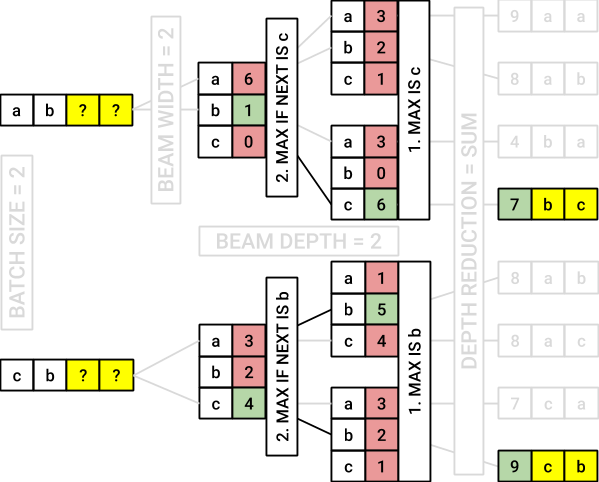 BATCH SIZE = 2
a b ? ?
BEAM WIDTH = 2
a 6
b 1
c 0
2. MAX IF NEXT IS c
a 3
b 2
c 1
a 3
b 0
c 6
1. MAX IS c
9 a a
8 a b
4 b a
7 b c
BEAM DEPTH = 2
DEPTH REDUCTION = SUM
c b ? ?
a 3
b 2
c 4
2. MAX IF NEXT IS b
a 1
b 5
c 4
a 3
b 2
c 1
1. MAX IS b
8 a b
8 a c
7 c a
9 c b